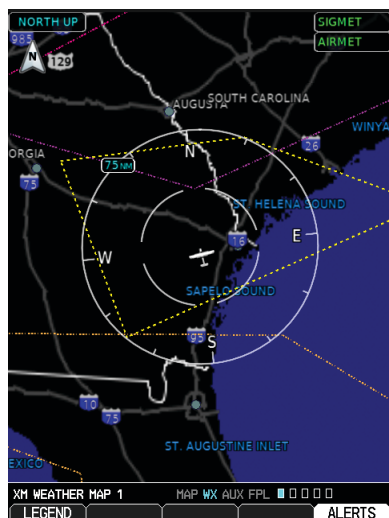 NORTH UP
SIGMET
985
AIRMET
N
129
AUGUSTA
SOUTH CAROLINA
WINYA
26
N
ORGIA
75NM
75
ST. HELENA SOUND
16
E
W
SAPELO SOUND
95
S
10
75
ST. AUGUSTINE INLET
EXICO
XM WEATHER MAP 1 MAP WX AUX FPL
LEGEND ALERTS